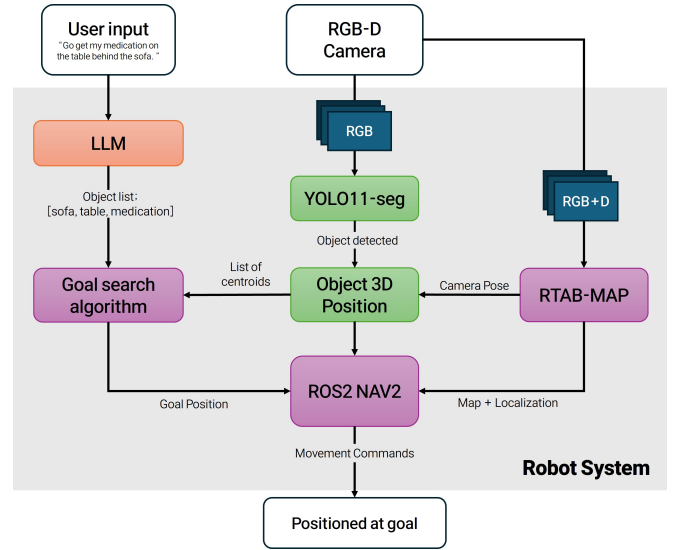 User input
"Go get my medication on
the table behind the sofa. "
RGB-D
Camera
RGB
LLM
YOLO11-seg
RGB+D
Object list:
[sofa, table, medication]
Object detected
Goal search
algorithm
List of
centroids
Object 3D
Position
Camera Pose
RTAB-MAP
ROS2 NAV2
Goal Position
Map + Localization
Movement Commands
Robot System
Positioned at goal